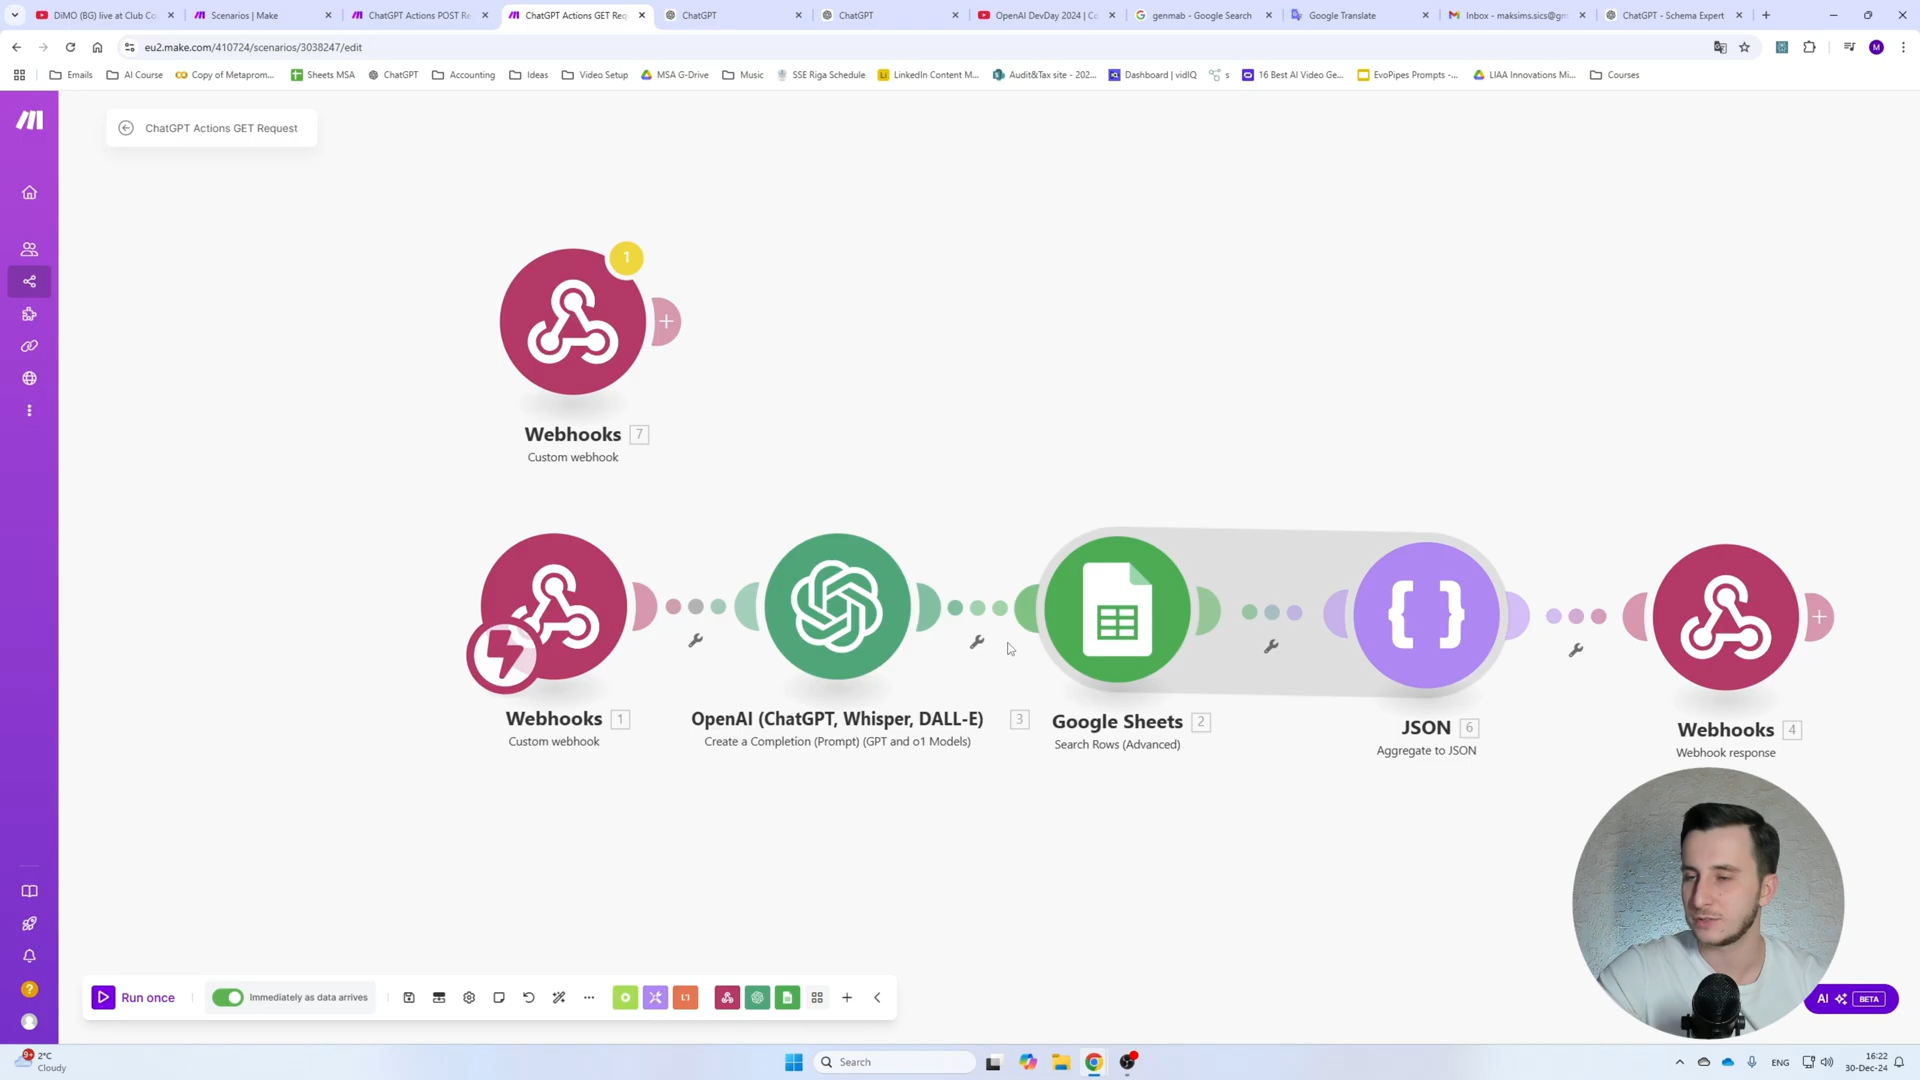 DiMO (BG) live at Club Co
Scenarios | Make
ChatGPT Actions POST Re
ChatGPT Actions GET Req
ChatGPT
ChatGPT
OpenAI DevDay 2024 | Co
genmab - Google Search
Google Translate
Inbox - maksims.sics@gm
ChatGPT - Schema Expert
eu2.make.com/410724/scenarios/3038247/edit
M
Emails
AI Course
Copy of Metaprom...
Sheets MSA
ChatGPT
Accounting
Ideas
Video Setup
MSA G-Drive
Music
SSE Riga Schedule
LinkedIn Content M...
Audit&Tax site - 202...
Dashboard | vidIQ
s
16 Best AI Video Ge...
EvoPipes Prompts -...
LIAA Innovations Mi...
Courses
ChatGPT Actions GET Request
1
Webhooks 7
Custom webhook
Webhooks 1
Custom webhook
OpenAI (ChatGPT, Whisper, DALL-E) 3
Create a Completion (Prompt) (GPT and o1 Models)
Google Sheets 2
Search Rows (Advanced)
JSON 6
Aggregate to JSON
Webhooks 4
Webhook response
Run once
Immediately as data arrives
AI BETA
9+
2°C
Cloudy
Search
ENG
16:22
30-Dec-24